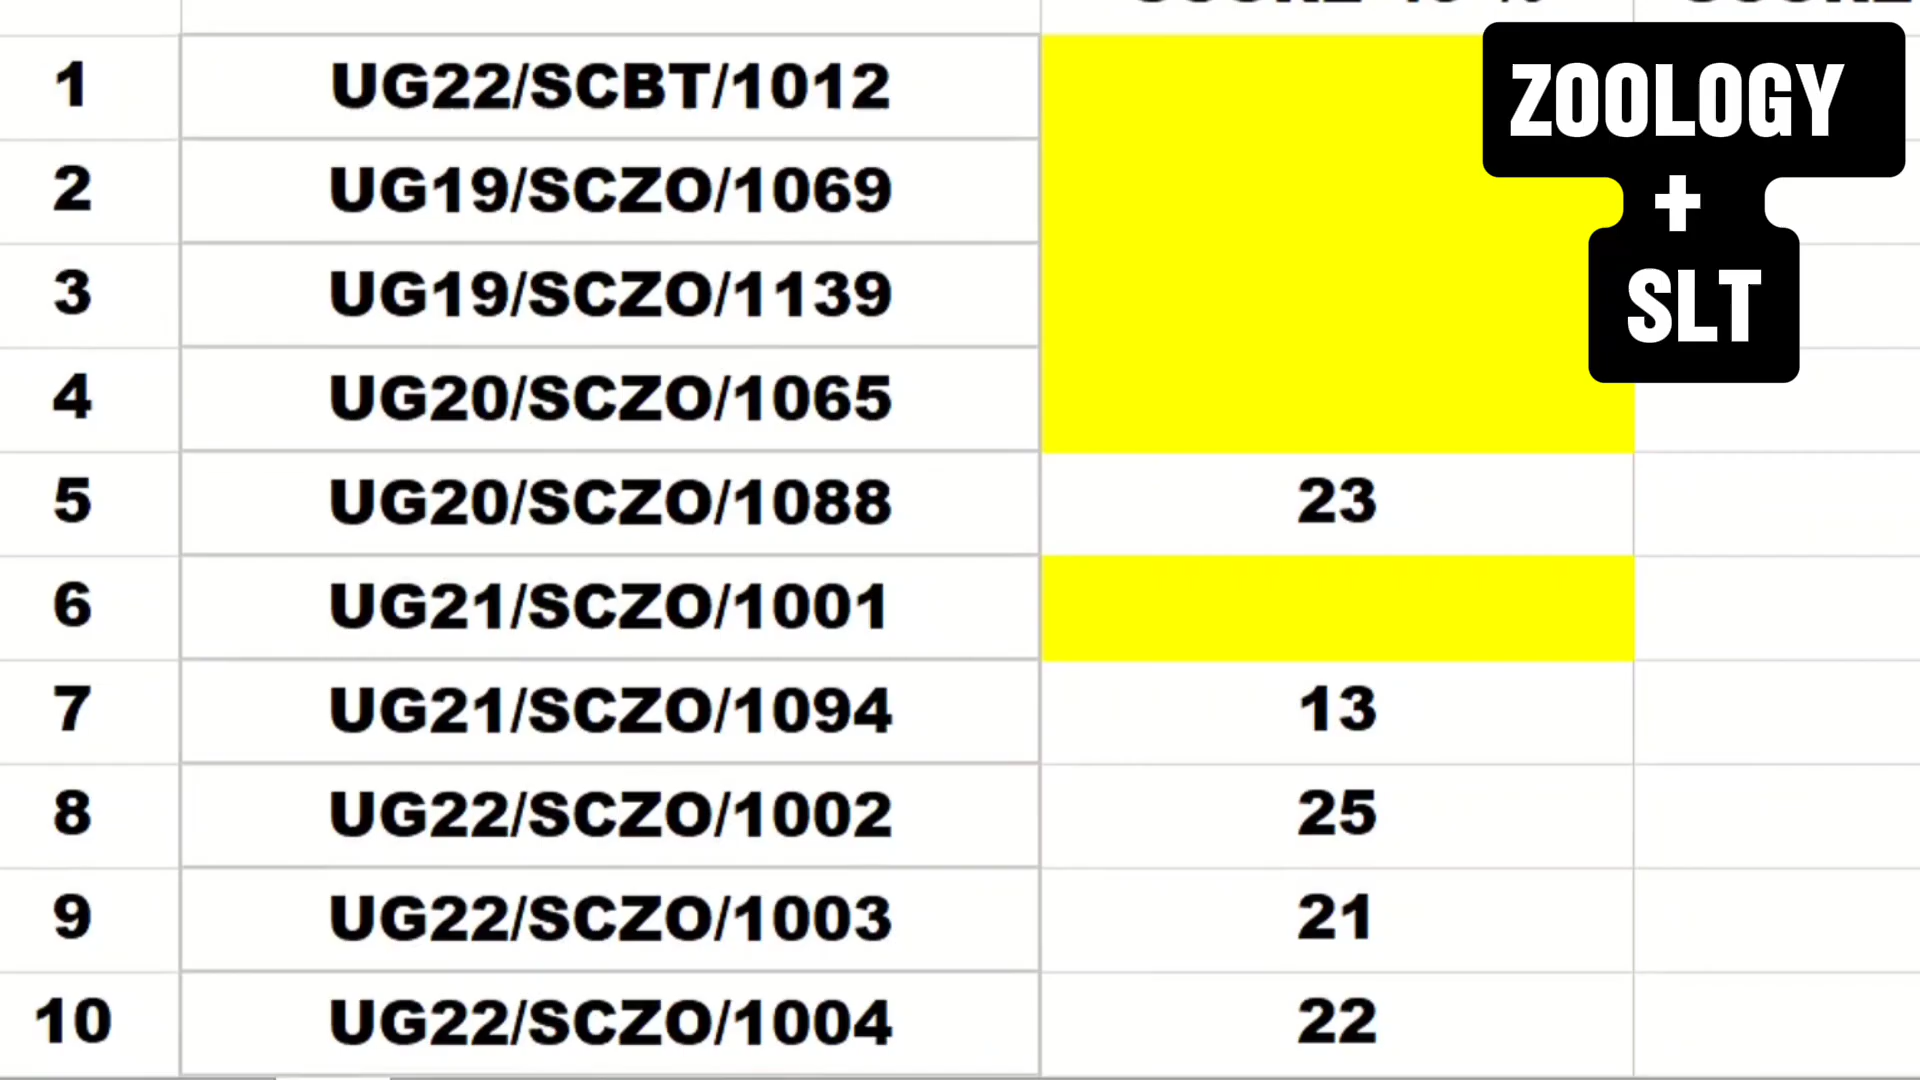 ZOOLOGY
+
SLT
1 UG22/SCBT/1012
2 UG19/SCZO/1069
3 UG19/SCZO/1139
4 UG20/SCZO/1065
5 UG20/SCZO/1088 23
6 UG21/SCZO/1001
7 UG21/SCZO/1094 13
8 UG22/SCZO/1002 25
9 UG22/SCZO/1003 21
10 UG22/SCZO/1004 22